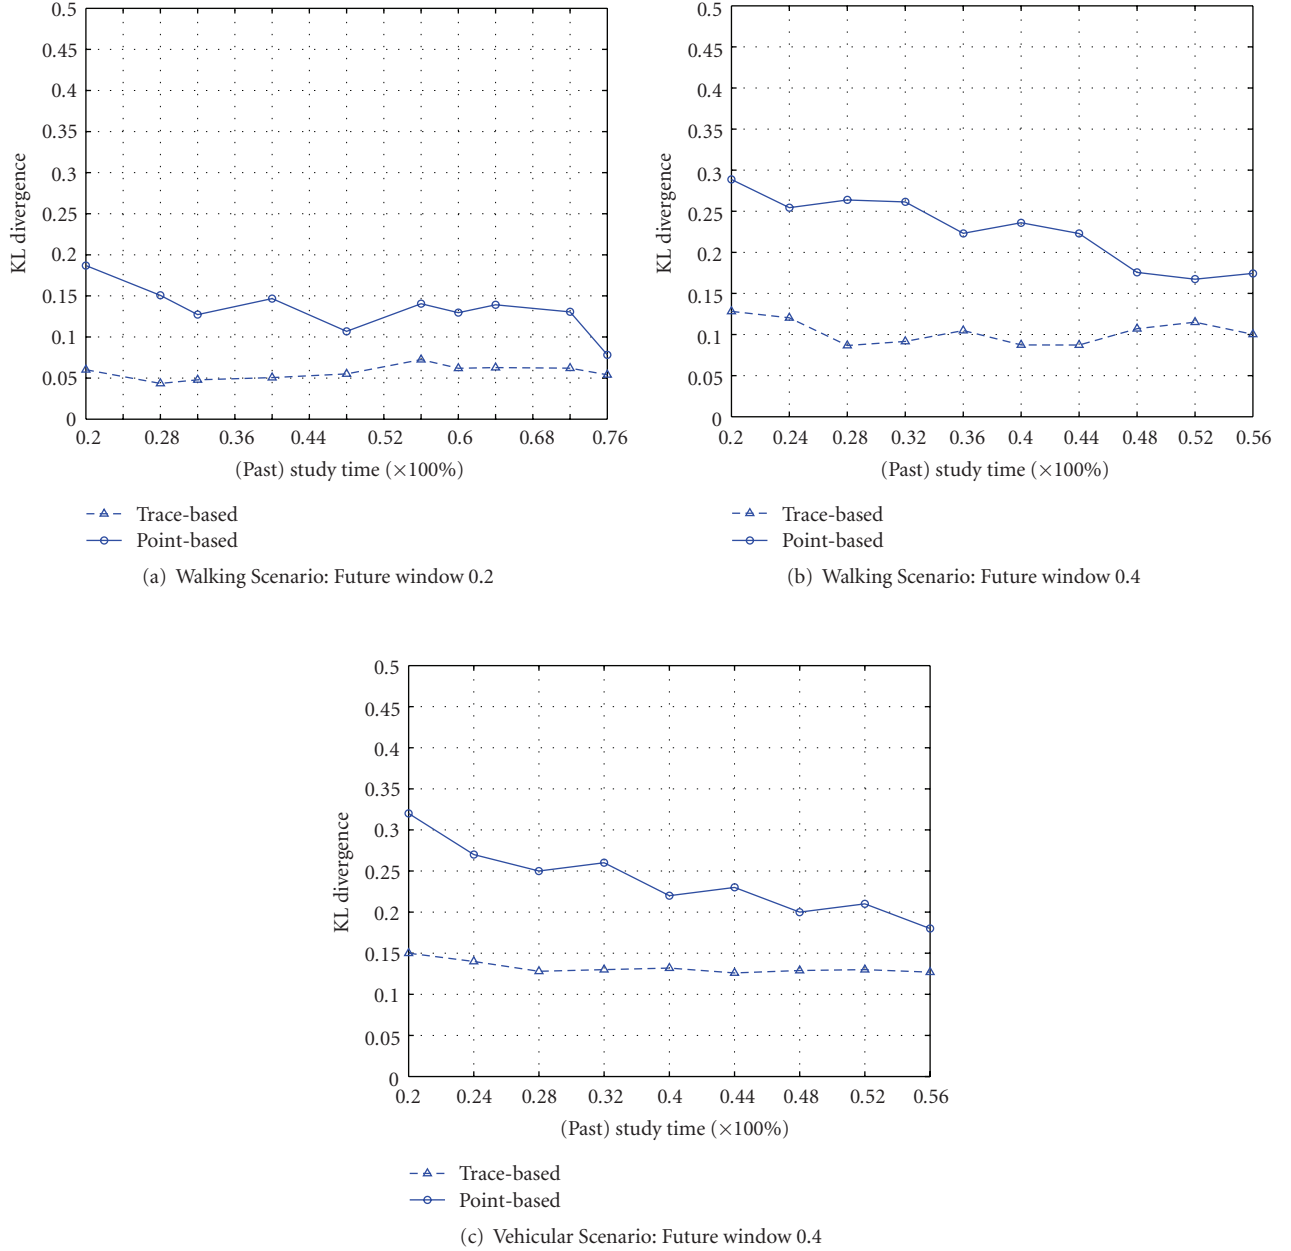 0.5
0.45
0.4
0.35
0.3
0.25
0.2
0.15
0.1
0.05
0
KL divergence
0.2 0.28 0.36 0.44 0.52 0.6 0.68 0.76
(Past) study time (×100%)
Trace-based
Point-based
(a) Walking Scenario: Future window 0.2
0.5
0.45
0.4
0.35
0.3
0.25
0.2
0.15
0.1
0.05
0
KL divergence
0.2 0.24 0.28 0.32 0.36 0.4 0.44 0.48 0.52 0.56
(Past) study time (×100%)
Trace-based
Point-based
(b) Walking Scenario: Future window 0.4
0.5
0.45
0.4
0.35
0.3
0.25
0.2
0.15
0.1
0.05
0
KL divergence
0.2 0.24 0.28 0.32 0.4 0.44 0.48 0.52 0.56
(Past) study time (×100%)
Trace-based
Point-based
(c) Vehicular Scenario: Future window 0.4